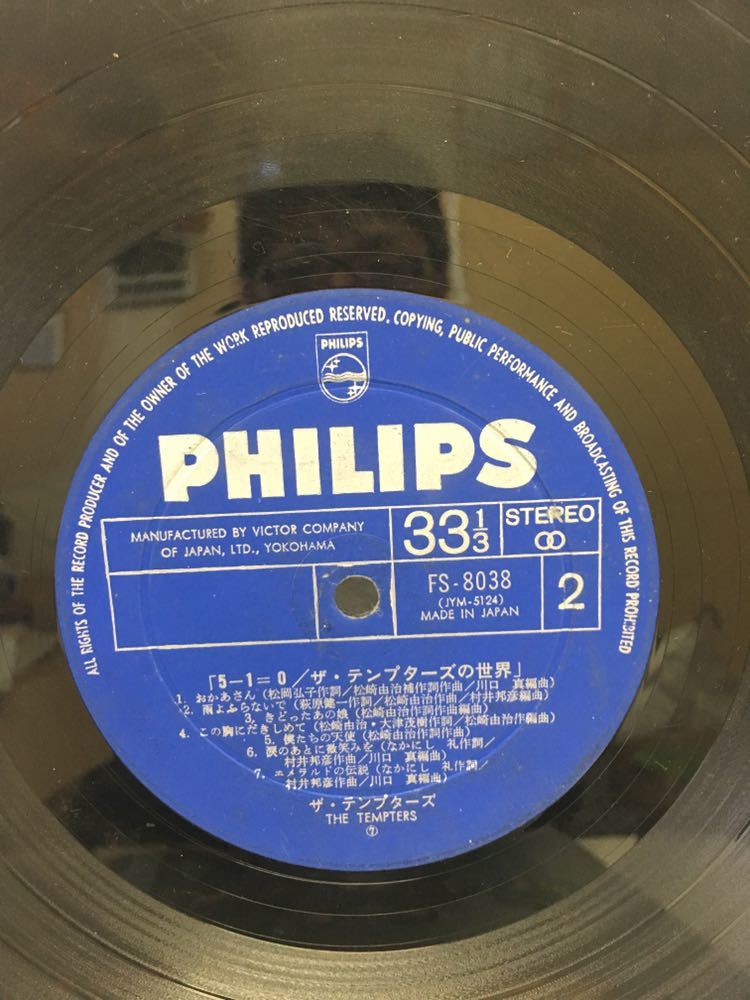 ALL RIGHTS OF THE RECORD PRODUCER AND OF THE OWNER OF THE WORK REPRODUCED RESERVED. COPYING, PUBLIC PERFORMANCE AND BROADCASTING OF THIS RECORD PROHIBITED
PHILIPS
PHILIPS
MANUFACTURED BY VICTOR COMPANY
OF JAPAN, LTD., YOKOHAMA
33 1/3
STEREO
FS-8038
(JYM-5124)
MADE IN JAPAN
2
「5-1=0/ザ・テンプターズの世界」
1. おかあさん(松岡弘子作詞/松崎由治補作詞作曲/川口 真編曲)
2. 雨よふらないで(萩原健一作詞/松崎由治作曲/村井邦彦編曲)
3. きどったあの娘(松崎由治作詞作曲編曲)
4. この胸にだきしめて(松崎由治・大津茂樹作詞/松崎由治作編曲)
5. 僕たちの天使(松崎由治作詞作曲)
6. 涙のあとに微笑みを(なかにし 礼作詞/
村井邦彦作曲/川口 真編曲)
7. エメラルドの伝説(なかにし 礼作詞/
村井邦彦作曲/川口 真編曲)
ザ・テンプターズ
THE TEMPTERS
⑦